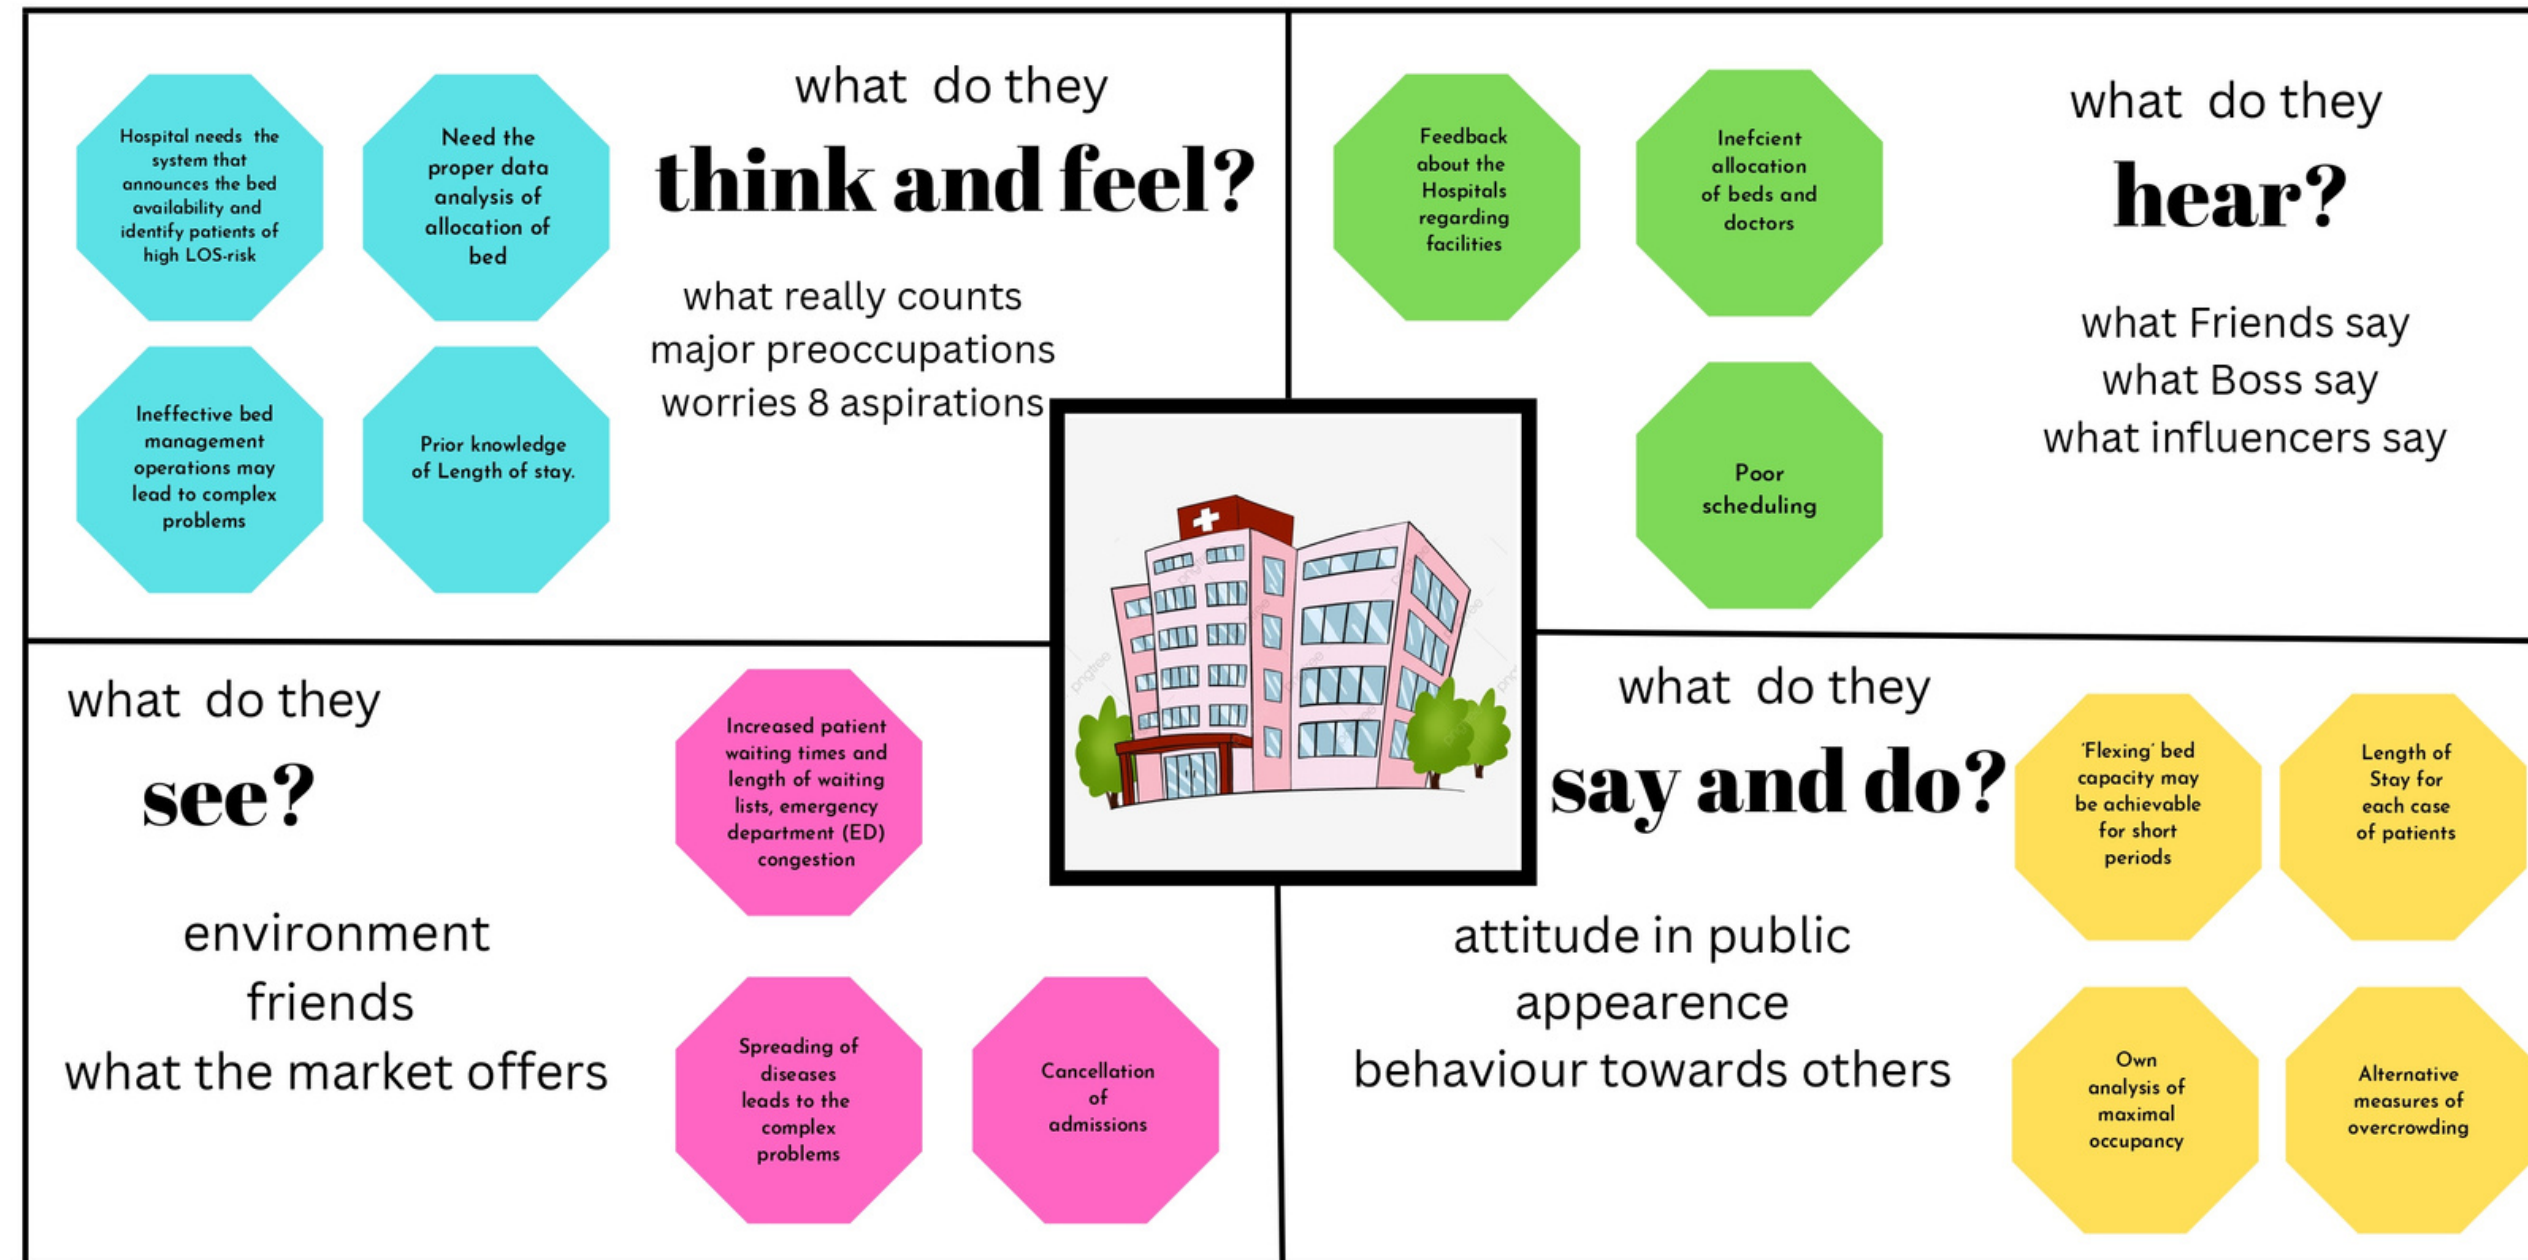 what do they
think and feel?
what really counts
major preoccupations
worries 8 aspirations
Hospital needs the
system that
announces the bed
availability and
identify patients of
high LOS-risk
Need the
proper data
analysis of
allocation of
bed
Ineffective bed
management
operations may
lead to complex
problems
Prior knowledge
of Length of stay.
what do they
hear?
what Friends say
what Boss say
what influencers say
Feedback
about the
Hospitals
regarding
facilities
Inefcient
allocation
of beds and
doctors
Poor
scheduling
what do they
see?
environment
friends
what the market offers
Increased patient
waiting times and
length of waiting
lists, emergency
department (ED)
congestion
Spreading of
diseases
leads to the
complex
problems
Cancellation
of
admissions
what do they
say and do?
attitude in public
appearence
behaviour towards others
'Flexing' bed
capacity may
be achievable
for short
periods
Length of
Stay for
each case
of patients
Own
analysis of
maximal
occupancy
Alternative
measures of
overcrowding
pngtree